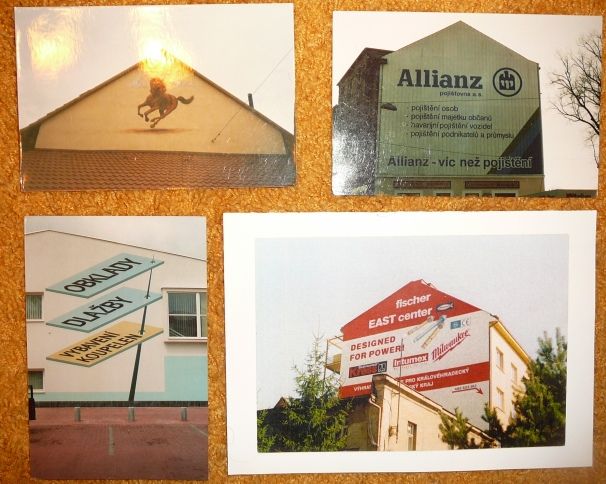 Allianz
pojišťovna a.s.
- pojištění osob
- pojištění majetku občanů
- havarijní pojištění vozidel
- pojištění podnikatelů a průmyslu
Allianz - víc než pojištění
OBKLADY
DLAŽBY
VYBAVENÍ
KOUPELEN
fischer
EAST center
DESIGNED
FOR POWER!
Intumex
Milwaukee
PRO KRÁLOVÉHRADECKÝ
KRAJ